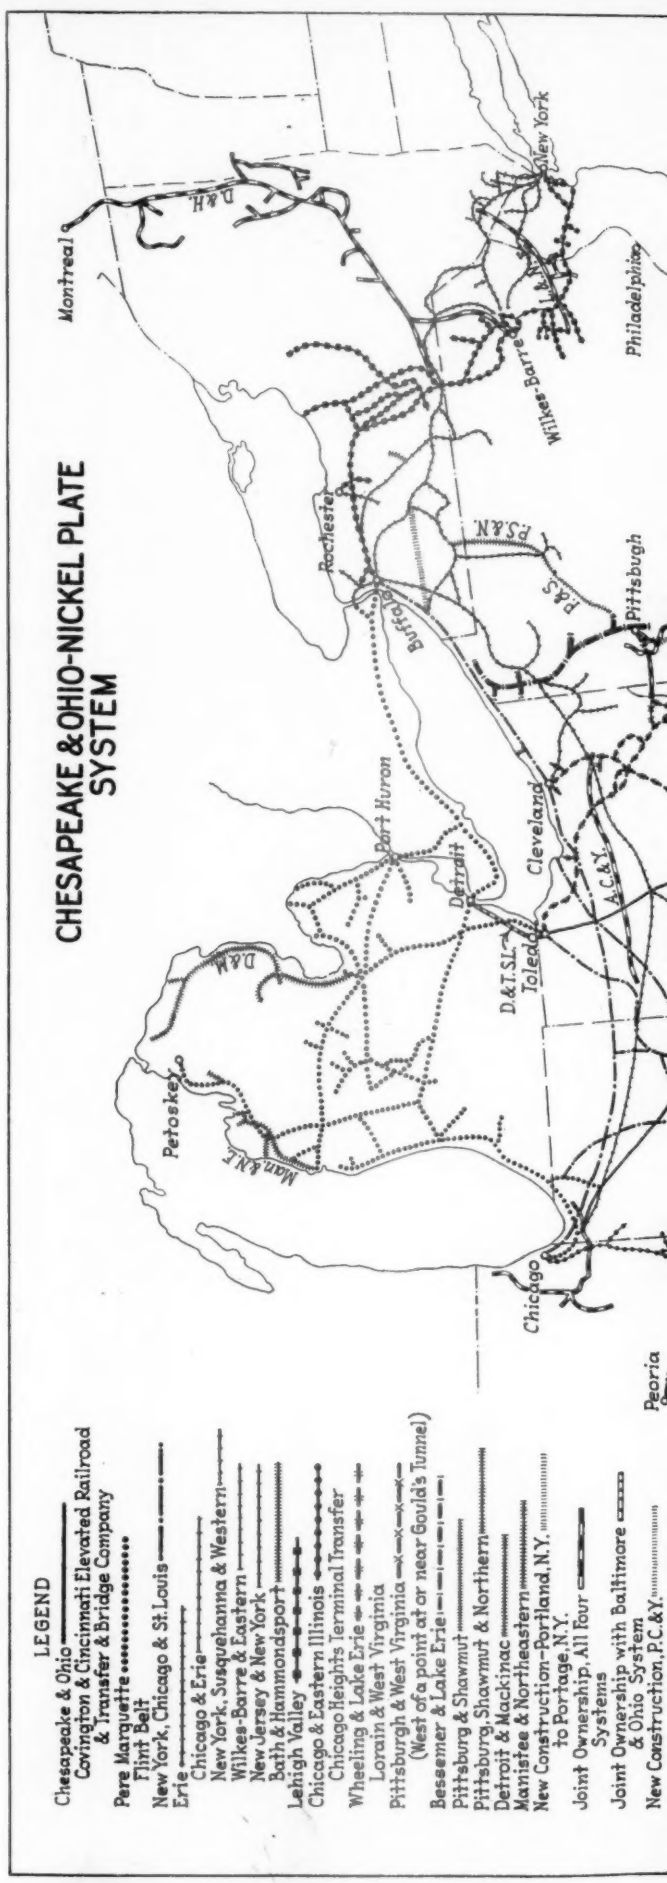 CHESAPEAKE & OHIO-NICKEL PLATE
SYSTEM
LEGEND
Chesapeake & Ohio
Covington & Cincinnati Elevated Railroad
& Transfer & Bridge Company
Pere Marquette
Flint Belt
New York, Chicago & St. Louis
Erie
Chicago & Erie
New York, Susquehanna & Western
Wilkes-Barre & Eastern
New Jersey & New York
Bath & Hammondsport
Lehigh Valley
Chicago & Eastern Illinois
Chicago Heights Terminal Transfer
Wheeling & Lake Erie
Lorain & West Virginia
Pittsburgh & West Virginia
(West of a point at or near Gould's Tunnel)
Bessemer & Lake Erie
Pittsburg & Shawmut
Pittsburg, Shawmut & Northern
Detroit & Mackinac
Manistee & Northeastern
New Construction-Portland, N.Y.
to Portage, N.Y.
Joint Ownership, All Four
Systems
Joint Ownership with Baltimore
& Ohio System
New Construction, P.C. & Y.
Petoskey
Man. & N.E.
D. & M.
Port Huron
Detroit
D. & T.S.L.
Toledo
Chicago
Peoria
Cleveland
A.C. & Y.
Buffalo
Rochester
P.S. & N.
P. & S.
Pittsbugh
Montreal
D. & H.
Wilkes-Barre
L. & N.E.
New York
Philadelphia